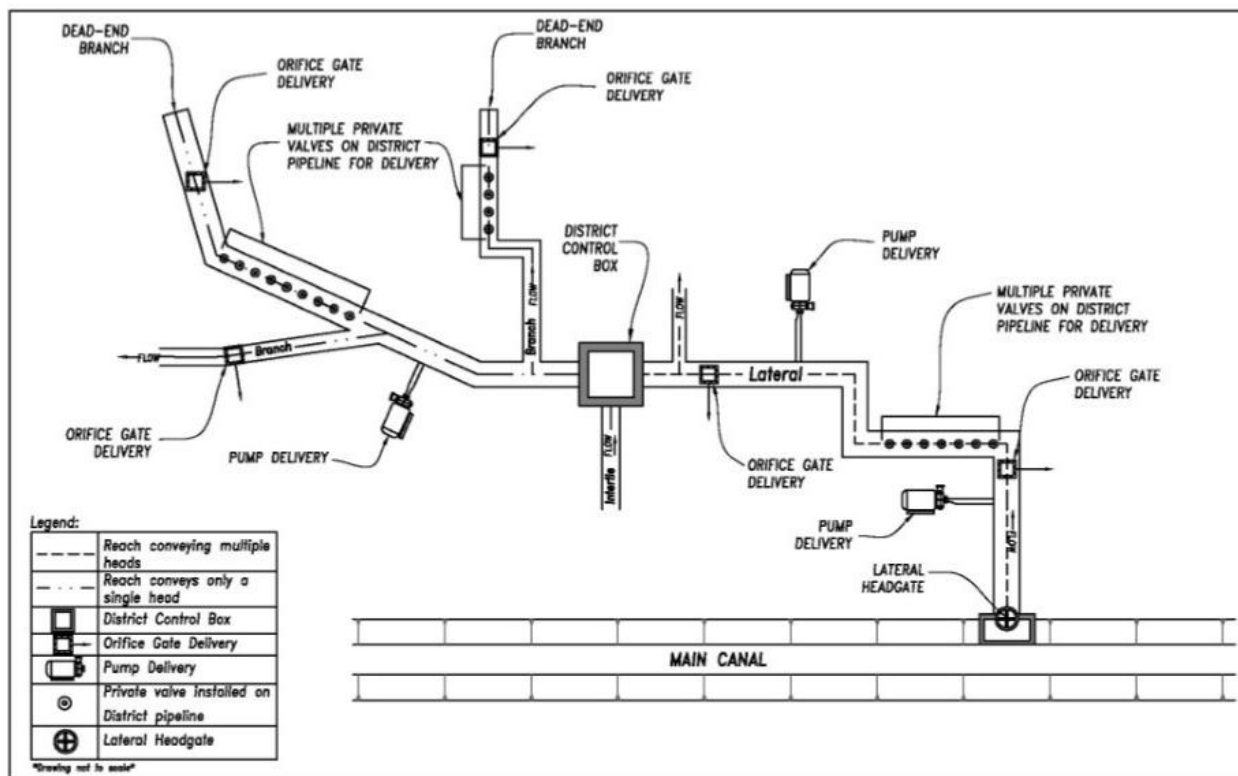 DEAD-END
BRANCH
ORIFICE GATE
DELIVERY
MULTIPLE PRIVATE
VALVES ON DISTRICT
PIPELINE FOR DELIVERY
DEAD-END
BRANCH
ORIFICE GATE
DELIVERY
DISTRICT
CONTROL
BOX
PUMP
DELIVERY
MULTIPLE PRIVATE
VALVES ON DISTRICT
PIPELINE FOR DELIVERY
FLOW
Branch
FLOW
FLOW
Branch
Lateral
ORIFICE GATE
DELIVERY
ORIFICE GATE
DELIVERY
PUMP DELIVERY
FLOW
Intertie
ORIFICE GATE
DELIVERY
PUMP
DELIVERY
FLOW
LATERAL
HEADGATE
MAIN CANAL
Legend:
Reach conveying multiple
heads
Reach conveys only a
single head
District Control Box
Orifice Gate Delivery
Pump Delivery
Private valve installed on
District pipeline
Lateral Headgate
*Drawing not to scale*